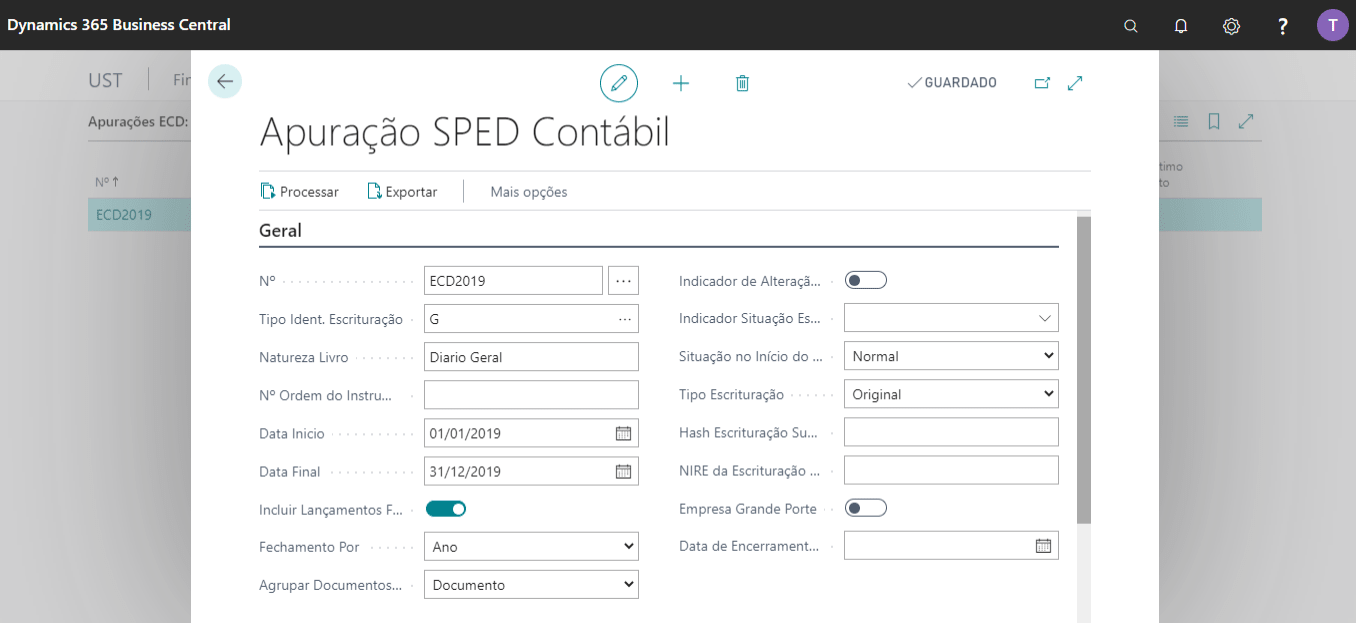 Dynamics 365 Business Central
?
T
UST
Fir
GUARDADO
Apurações ECD:
Apuração SPED Contábil
timo
to
Nº↑
Processar
Exportar
Mais opções
ECD2019
Geral
Nº
ECD2019
...
Tipo Ident. Escrituração
G
...
Natureza Livro
Diario Geral
Nº Ordem do Instru...
Data Inicio
01/01/2019
Data Final
31/12/2019
Incluir Lançamentos F...
Fechamento Por
Ano
Agrupar Documentos...
Documento
Indicador de Alteraçã...
Indicador Situação Es...
Situação no Início do ...
Normal
Tipo Escrituração
Original
Hash Escrituração Su...
NIRE da Escrituração ...
Empresa Grande Porte
Data de Encerrament...